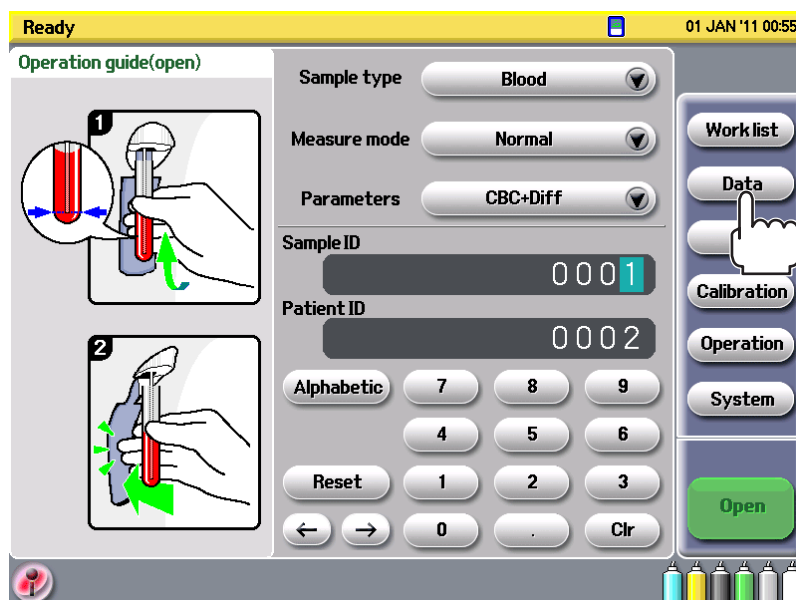 Ready
01 JAN '11 00:55
Operation guide(open)
1
2
Sample type
Blood
Measure mode
Normal
Parameters
CBC+Diff
Sample ID
0001
Patient ID
0002
Alphabetic 7 8 9
4 5 6
Reset 1 2 3
← → 0 . Clr
Work list
Data
Calibration
Operation
System
Open